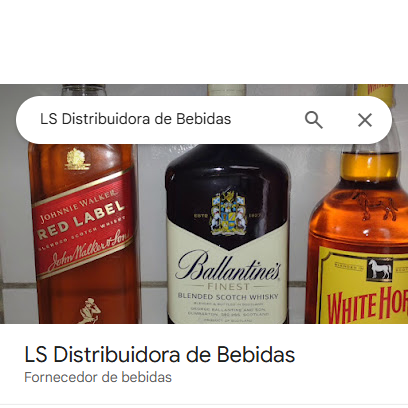 LS Distribuidora de Bebidas
JOHNNIE WALKER
RED LABEL
BLENDED SCOTCH WHISKY
John Walker & Sons
ESTD 1827
Ballantine's
FINEST
BLENDED SCOTCH WHISKY
WHITE HOR
LS Distribuidora de Bebidas
Fornecedor de bebidas